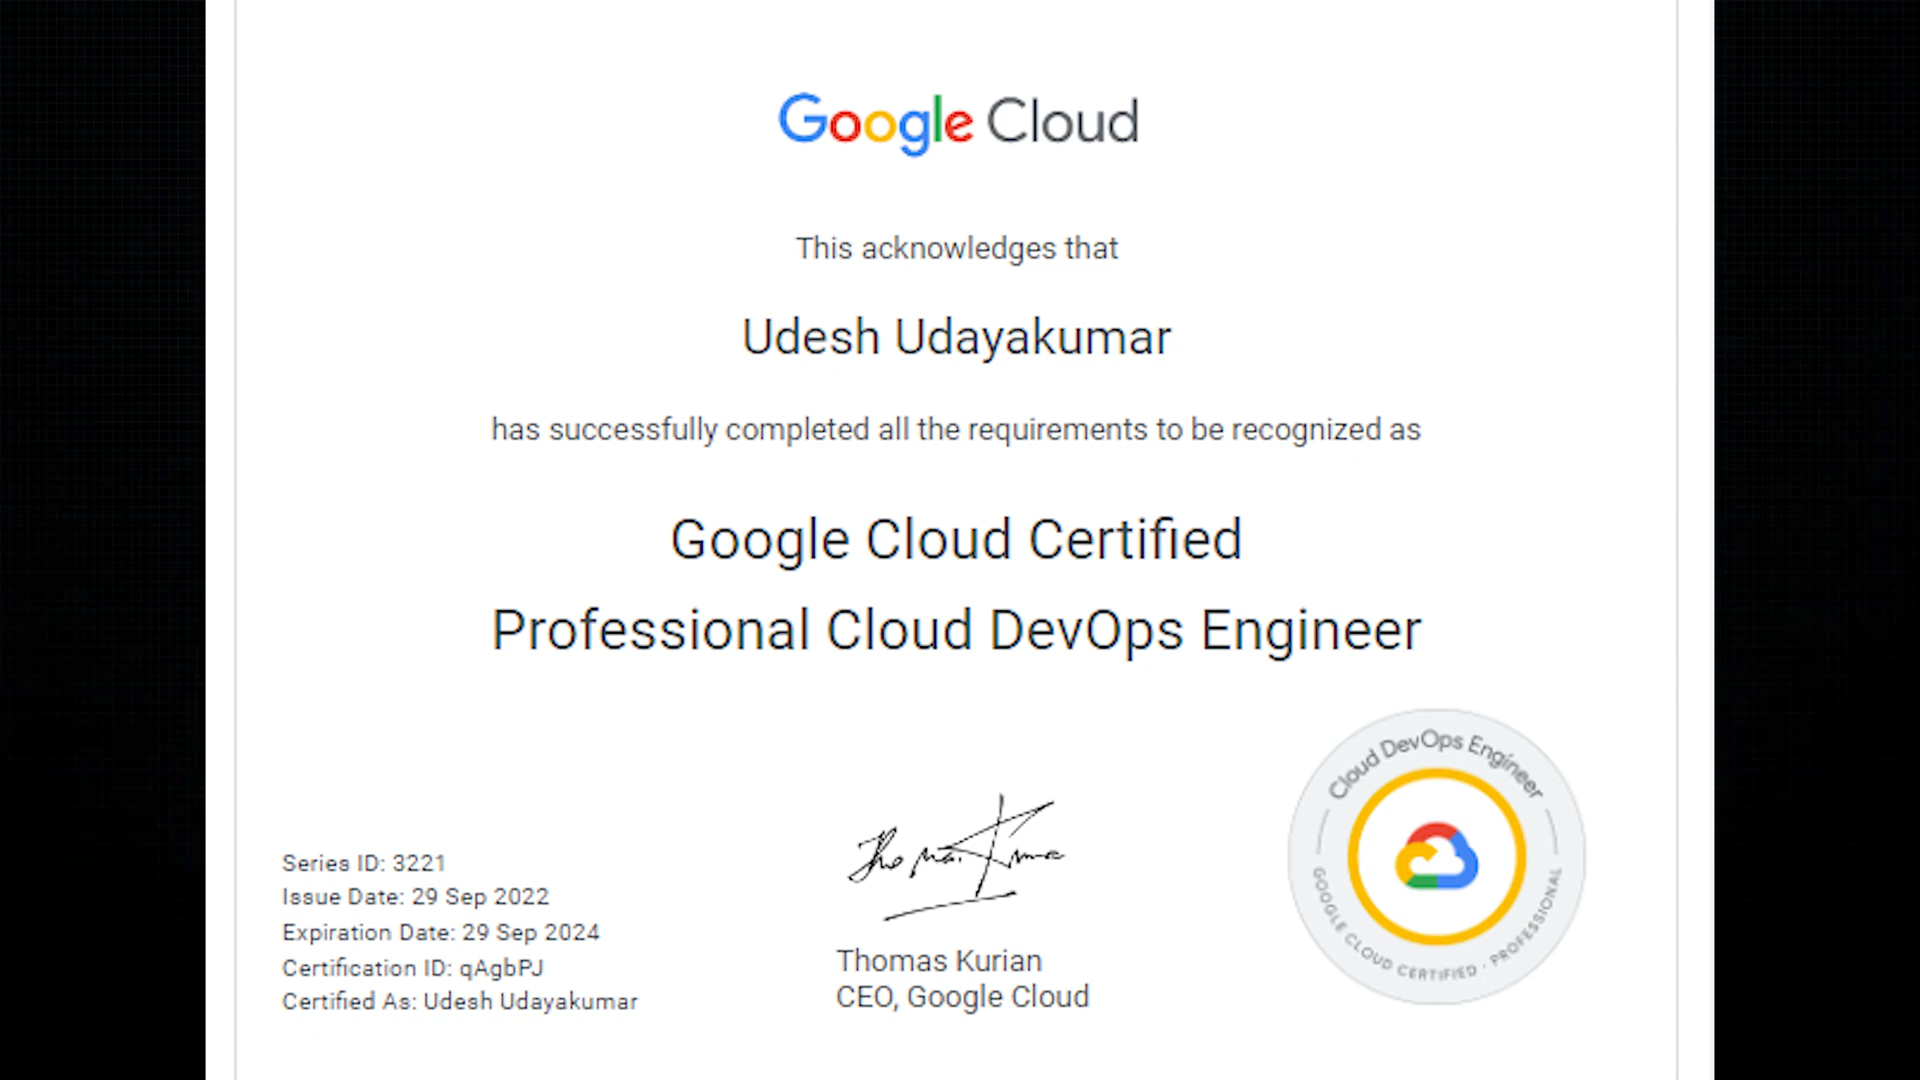 Google Cloud
This acknowledges that
Udesh Udayakumar
has successfully completed all the requirements to be recognized as
Google Cloud Certified
Professional Cloud DevOps Engineer
Cloud DevOps Engineer
GOOGLE CLOUD CERTIFIED · PROFESSIONAL
Series ID: 3221
Issue Date: 29 Sep 2022
Expiration Date: 29 Sep 2024
Certification ID: qAgbPJ
Certified As: Udesh Udayakumar
Thomas Kurian
CEO, Google Cloud